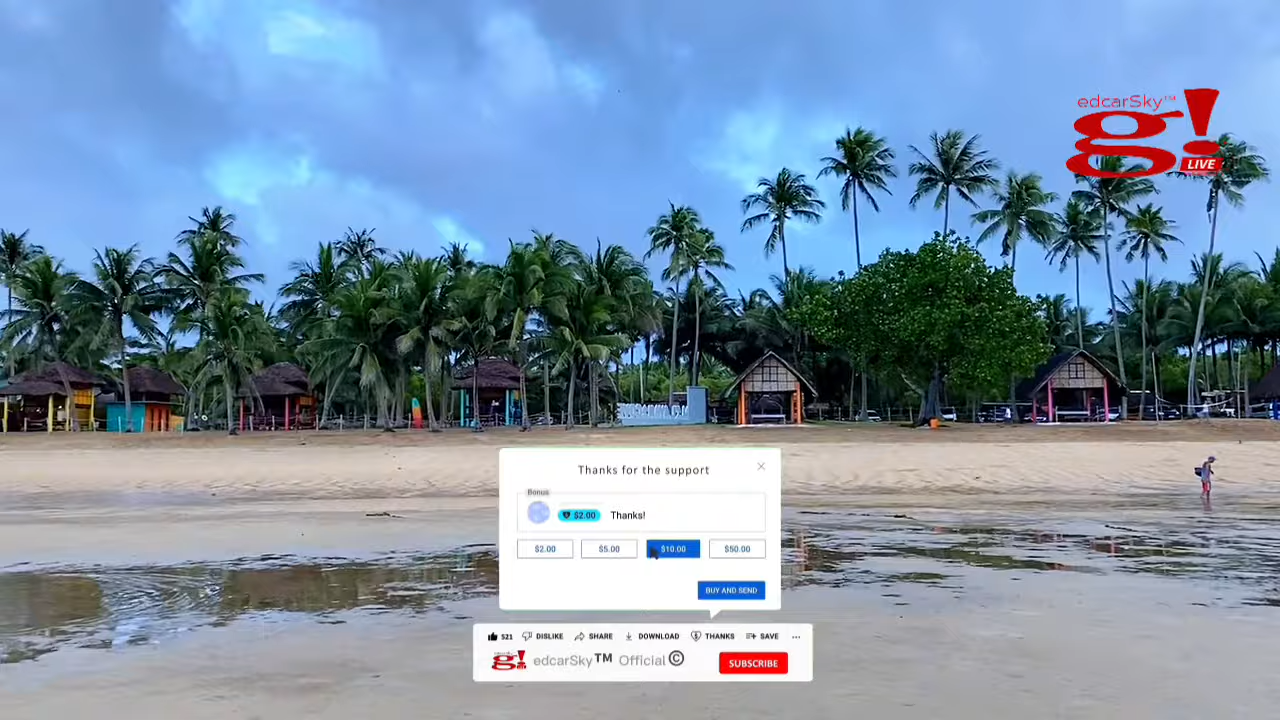 edcarSky™
g!
LIVE
Thanks for the support
Bonus
$2.00 Thanks!
$2.00 $5.00 $10.00 $50.00
BUY AND SEND
521 DISLIKE SHARE DOWNLOAD THANKS SAVE
g! edcarSky™ Official ©
SUBSCRIBE